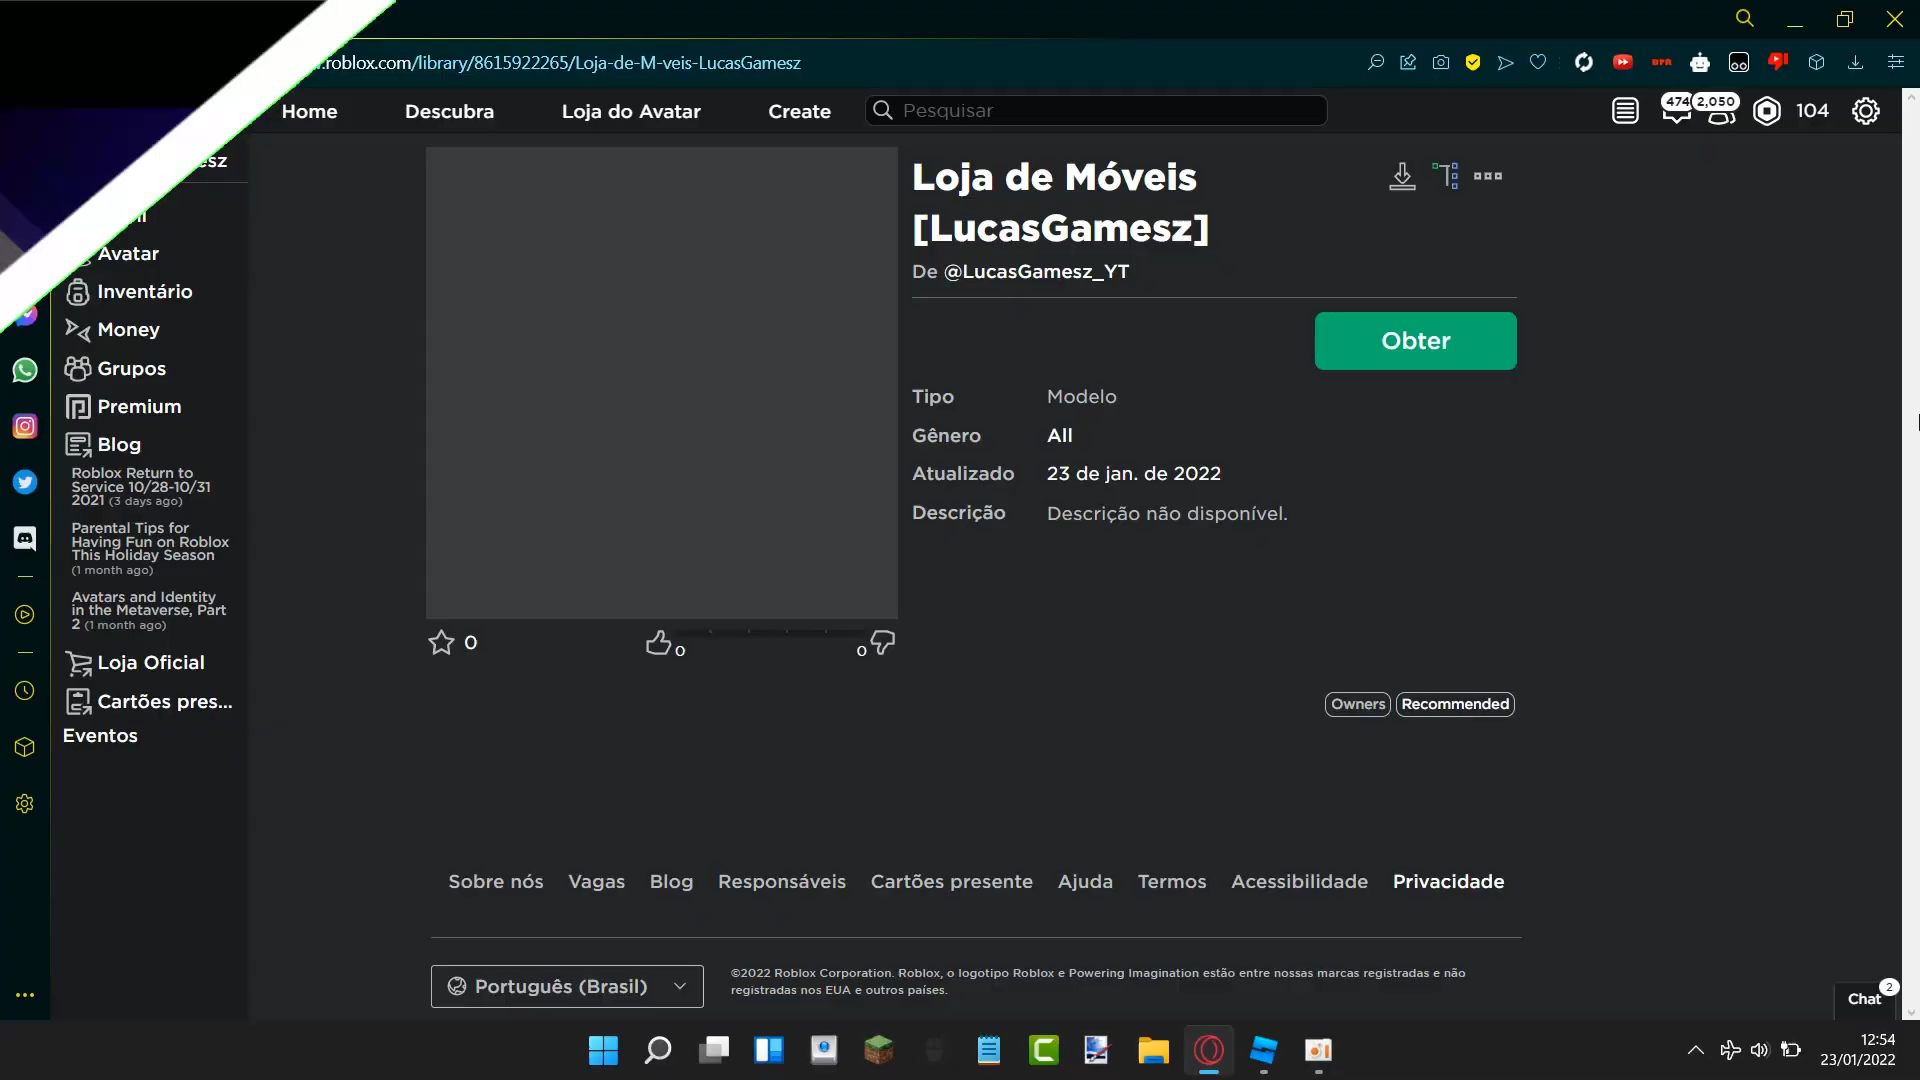 .roblox.com/library/8615922265/Loja-de-M-veis-LucasGamesz
BFR
Home
Descubra
Loja do Avatar
Create
Pesquisar
474
2,050
104
esz
Avatar
Inventário
Money
Grupos
Premium
Blog
Roblox Return to
Service 10/28-10/31
2021 (3 days ago)
Parental Tips for
Having Fun on Roblox
This Holiday Season
(1 month ago)
Avatars and Identity
in the Metaverse, Part
2 (1 month ago)
Loja Oficial
Cartões pres...
Eventos
Loja de Móveis
[LucasGamesz]
De @LucasGamesz_YT
Obter
Tipo
Modelo
Gênero
All
Atualizado
23 de jan. de 2022
Descrição
Descrição não disponível.
0
0
0
Owners
Recommended
Sobre nós
Vagas
Blog
Responsáveis
Cartões presente
Ajuda
Termos
Acessibilidade
Privacidade
Português (Brasil)
©2022 Roblox Corporation. Roblox, o logotipo Roblox e Powering Imagination estão entre nossas marcas registradas e não
registradas nos EUA e outros países.
Chat
2
12:54
23/01/2022